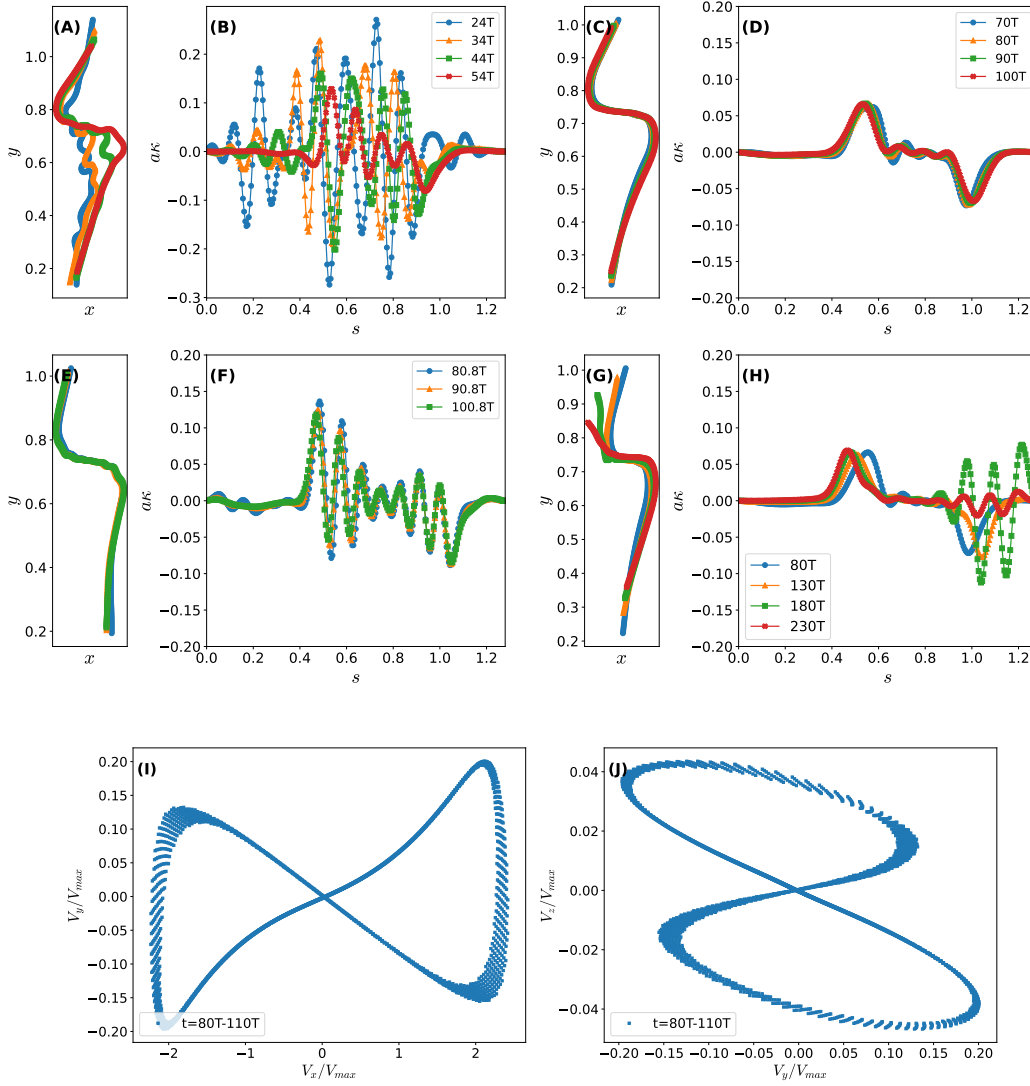 (A)
y
1.0
0.8
0.6
0.4
0.2
x
(B)
aκ
0.2
0.1
0.0
−0.1
−0.2
−0.3
0.0 0.2 0.4 0.6 0.8 1.0 1.2
s
24T
34T
44T
54T
(C)
y
1.0
0.9
0.8
0.7
0.6
0.5
0.4
0.3
0.2
x
(D)
aκ
0.20
0.15
0.10
0.05
0.00
−0.05
−0.10
−0.15
−0.20
0.0 0.2 0.4 0.6 0.8 1.0 1.2
s
70T
80T
90T
100T
(E)
y
1.0
0.8
0.6
0.4
0.2
x
(F)
aκ
0.20
0.15
0.10
0.05
0.00
−0.05
−0.10
−0.15
−0.20
0.0 0.2 0.4 0.6 0.8 1.0 1.2
s
80.8T
90.8T
100.8T
(G)
y
1.0
0.9
0.8
0.7
0.6
0.5
0.4
0.3
0.2
x
(H)
aκ
0.20
0.15
0.10
0.05
0.00
−0.05
−0.10
−0.15
−0.20
0.0 0.2 0.4 0.6 0.8 1.0 1.2
s
80T
130T
180T
230T
(I)
V_y/V_max
0.20
0.15
0.10
0.05
0.00
−0.05
−0.10
−0.15
−0.20
−2 −1 0 1 2
V_x/V_max
t=80T-110T
(J)
V_z/V_max
0.04
0.02
0.00
−0.02
−0.04
−0.20 −0.15 −0.10 −0.05 0.00 0.05 0.10 0.15 0.20
V_y/V_max
t=80T-110T